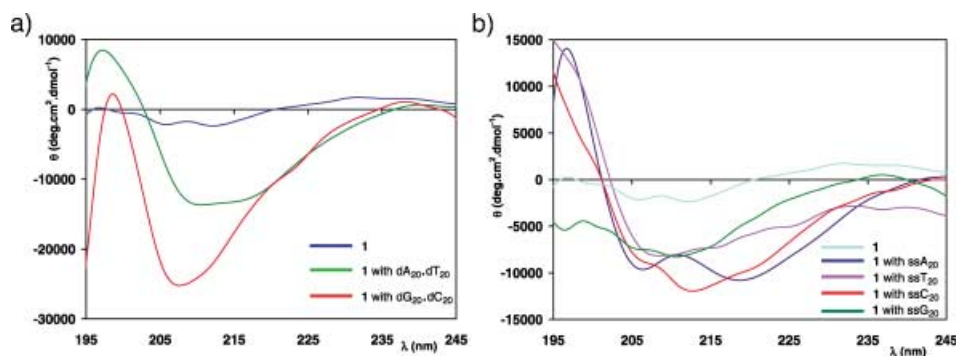 a)
10000
0
-10000
-20000
-30000
θ (deg.cm².dmol⁻¹)
195
205
215
225
235
245
λ (nm)
1
1 with dA₂₀.dT₂₀
1 with dG₂₀.dC₂₀
b)
15000
10000
5000
0
-5000
-10000
-15000
θ (deg.cm².dmol⁻¹)
195
205
215
225
235
245
λ (nm)
1
1 with ssA₂₀
1 with ssT₂₀
1 with ssC₂₀
1 with ssG₂₀